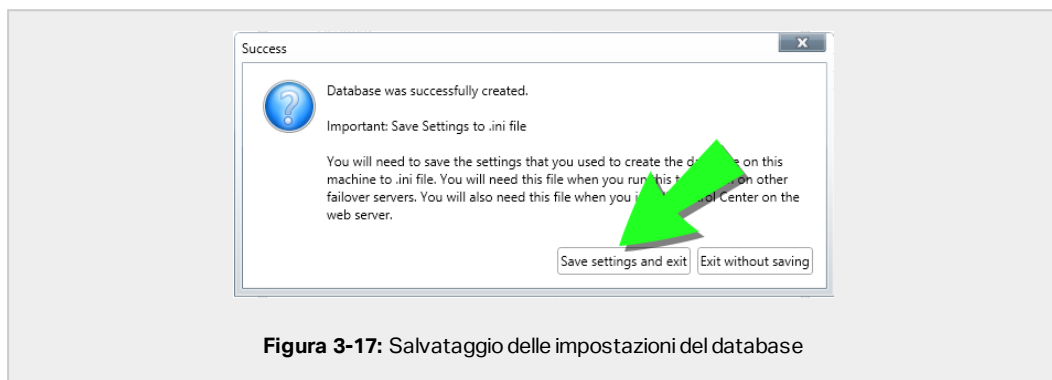 Success
Database was successfully created.
Important: Save Settings to .ini file
You will need to save the settings that you used to create the on this
machine to .ini file. You will need this file when you run this on other
failover servers. You will also need this file when you Center on the
web server.
Save settings and exit Exit without saving
Figura 3-17: Salvataggio delle impostazioni del database